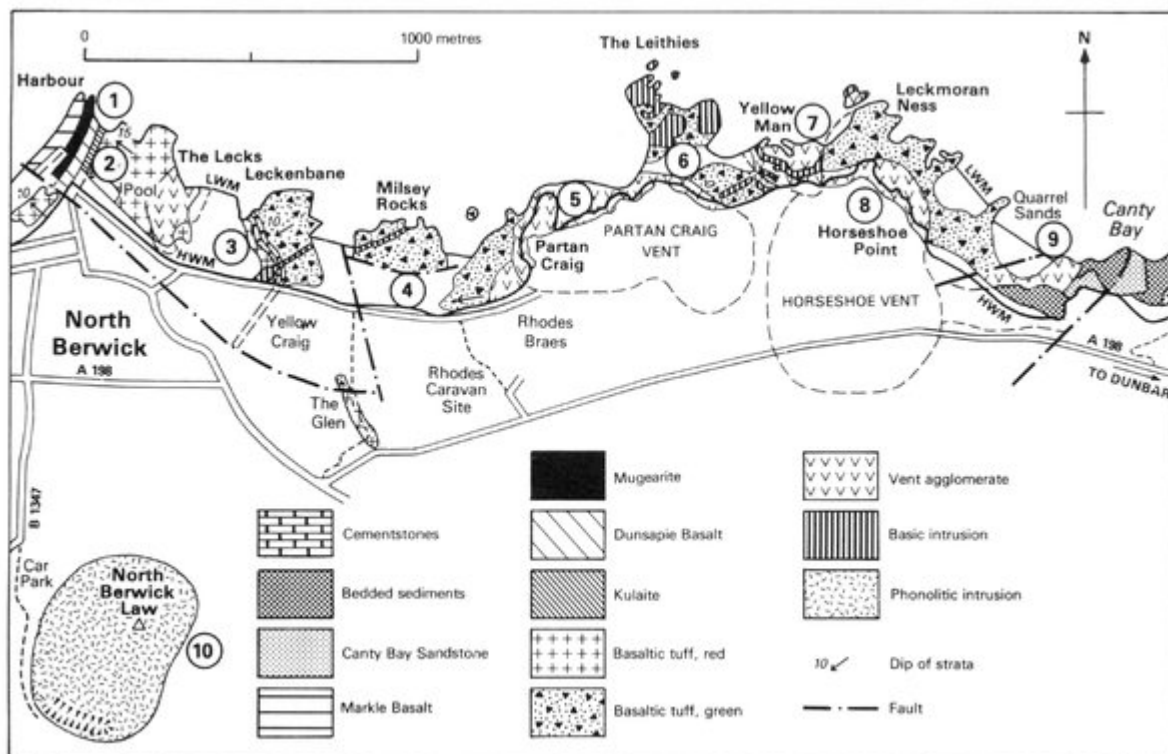 0
1000 metres
The Leithies
N
Harbour
1
Yellow
Man
7
Leckmoran
Ness
15
2
The Lecks
Pool
LWM
Leckenbane
6
LWM
10
Milsey
Rocks
5
Quarrel
Sands
Canty
Bay
10
3
HWM
4
Partan
Craig
PARTAN CRAIG
VENT
8
Horseshoe
Point
9
North
Berwick
A 198
Yellow
Craig
Rhodes
Braes
HORSESHOE VENT
HWM
A 198
TO DUNBAR
The
Glen
Rhodes
Caravan
Site
B 1347
Car
Park
North
Berwick
Law
10
Mugearite
Vent agglomerate
Cementstones
Dunsapie Basalt
Basic intrusion
Bedded sediments
Kulaite
Phonolitic intrusion
Canty Bay Sandstone
Basaltic tuff, red
10 Dip of strata
Markle Basalt
Basaltic tuff, green
Fault